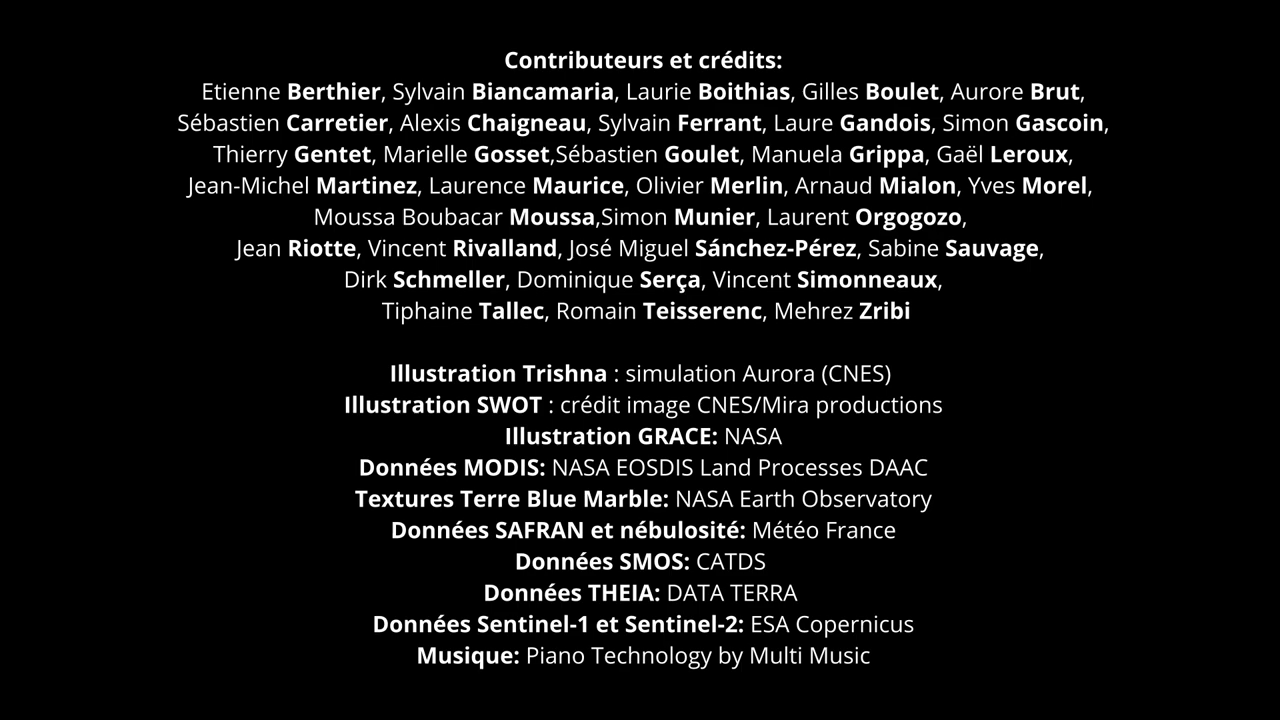 Contributeurs et crédits:
Etienne Berthier, Sylvain Biancamaria, Laurie Boithias, Gilles Boulet, Aurore Brut,
Sébastien Carretier, Alexis Chaigneau, Sylvain Ferrant, Laure Gandois, Simon Gascoin,
Thierry Gentet, Marielle Gosset,Sébastien Goulet, Manuela Grippa, Gaël Leroux,
Jean-Michel Martinez, Laurence Maurice, Olivier Merlin, Arnaud Mialon, Yves Morel,
Moussa Boubacar Moussa,Simon Munier, Laurent Orgogozo,
Jean Riotte, Vincent Rivalland, José Miguel Sánchez-Pérez, Sabine Sauvage,
Dirk Schmeller, Dominique Serça, Vincent Simonneaux,
Tiphaine Tallec, Romain Teisserenc, Mehrez Zribi
Illustration Trishna : simulation Aurora (CNES)
Illustration SWOT : crédit image CNES/Mira productions
Illustration GRACE: NASA
Données MODIS: NASA EOSDIS Land Processes DAAC
Textures Terre Blue Marble: NASA Earth Observatory
Données SAFRAN et nébulosité: Météo France
Données SMOS: CATDS
Données THEIA: DATA TERRA
Données Sentinel-1 et Sentinel-2: ESA Copernicus
Musique: Piano Technology by Multi Music